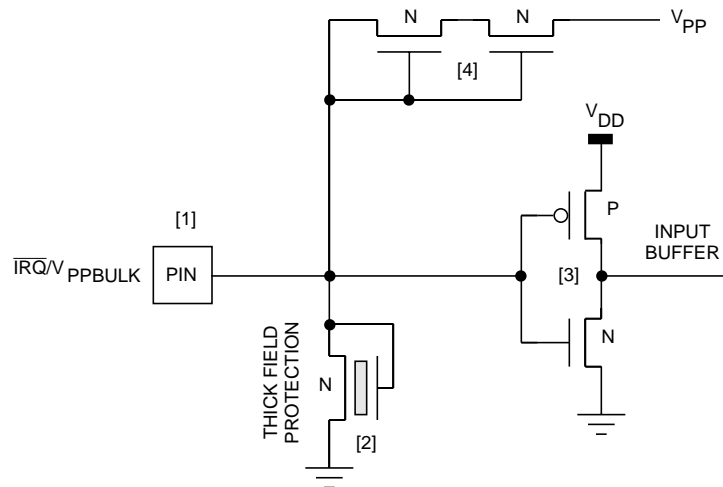 N
N
VPP
[4]
VDD
[1]
P
INPUT
BUFFER
IRQ/VPPBULK
PIN
[3]
THICK FIELD
PROTECTION
N
N
[2]